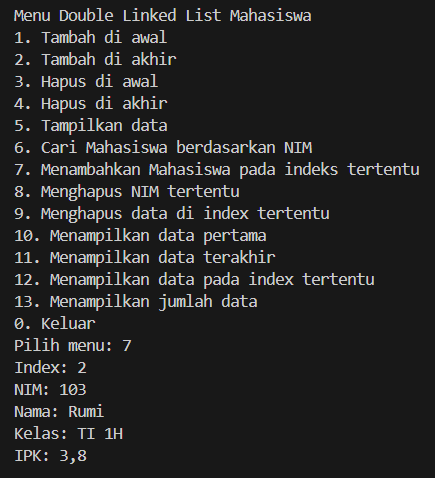 Menu Double Linked List Mahasiswa
1. Tambah di awal
2. Tambah di akhir
3. Hapus di awal
4. Hapus di akhir
5. Tampilkan data
6. Cari Mahasiswa berdasarkan NIM
7. Menambahkan Mahasiswa pada indeks tertentu
8. Menghapus NIM tertentu
9. Menghapus data di index tertentu
10. Menampilkan data pertama
11. Menampilkan data terakhir
12. Menampilkan data pada index tertentu
13. Menampilkan jumlah data
0. Keluar
Pilih menu: 7
Index: 2
NIM: 103
Nama: Rumi
Kelas: TI 1H
IPK: 3,8